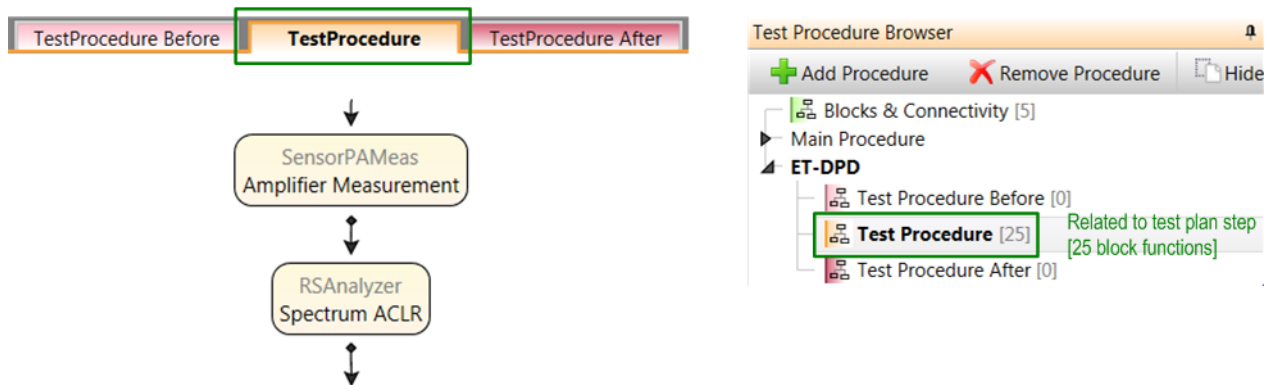 TestProcedure Before
TestProcedure
TestProcedure After
SensorPAMeas
Amplifier Measurement
RSAnalyzer
Spectrum ACLR
Test Procedure Browser
Add Procedure
Remove Procedure
Hide
Blocks & Connectivity [5]
Main Procedure
ET-DPD
Test Procedure Before [0]
Test Procedure [25]
Related to test plan step
[25 block functions]
Test Procedure After [0]